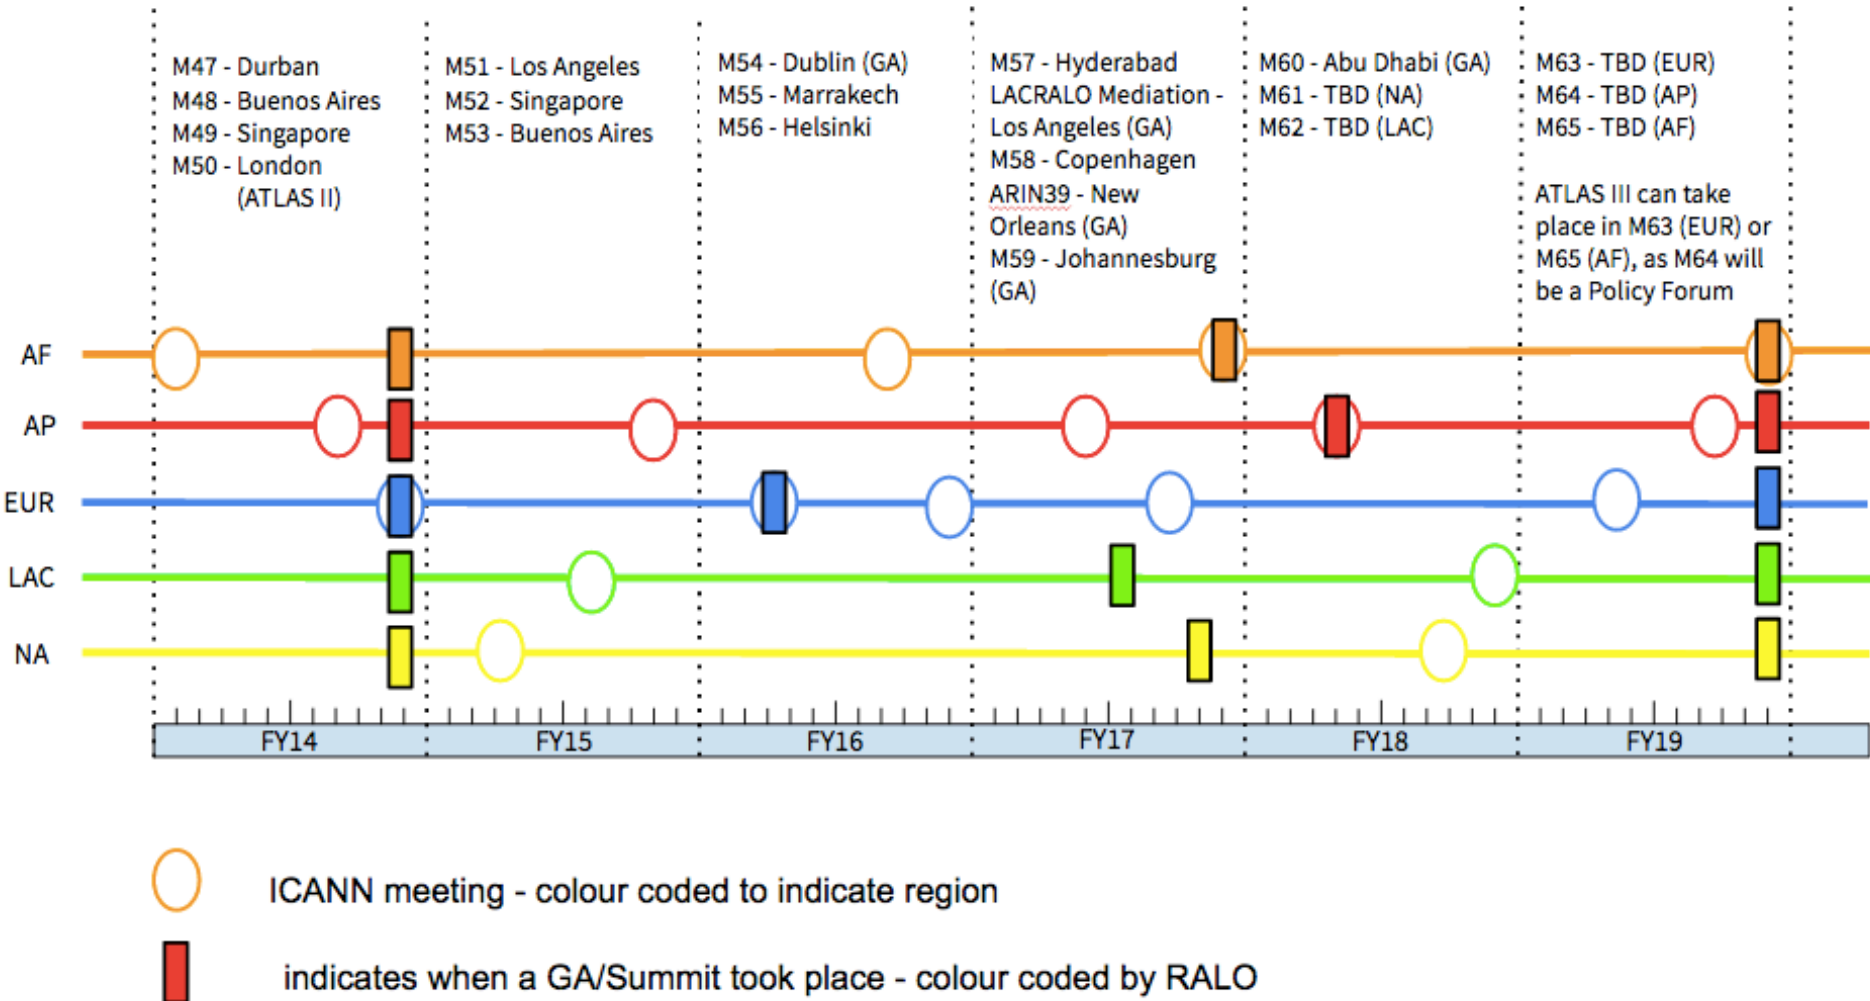 M47 - Durban
M48 - Buenos Aires
M49 - Singapore
M50 - London
(ATLAS II)
M51 - Los Angeles
M52 - Singapore
M53 - Buenos Aires
M54 - Dublin (GA)
M55 - Marrakech
M56 - Helsinki
M57 - Hyderabad
LACRALO Mediation -
Los Angeles (GA)
M58 - Copenhagen
ARIN39 - New
Orleans (GA)
M59 - Johannesburg
(GA)
M60 - Abu Dhabi (GA)
M61 - TBD (NA)
M62 - TBD (LAC)
M63 - TBD (EUR)
M64 - TBD (AP)
M65 - TBD (AF)
ATLAS III can take
place in M63 (EUR) or
M65 (AF), as M64 will
be a Policy Forum
AF
AP
EUR
LAC
NA
FY14
FY15
FY16
FY17
FY18
FY19
ICANN meeting - colour coded to indicate region
indicates when a GA/Summit took place - colour coded by RALO